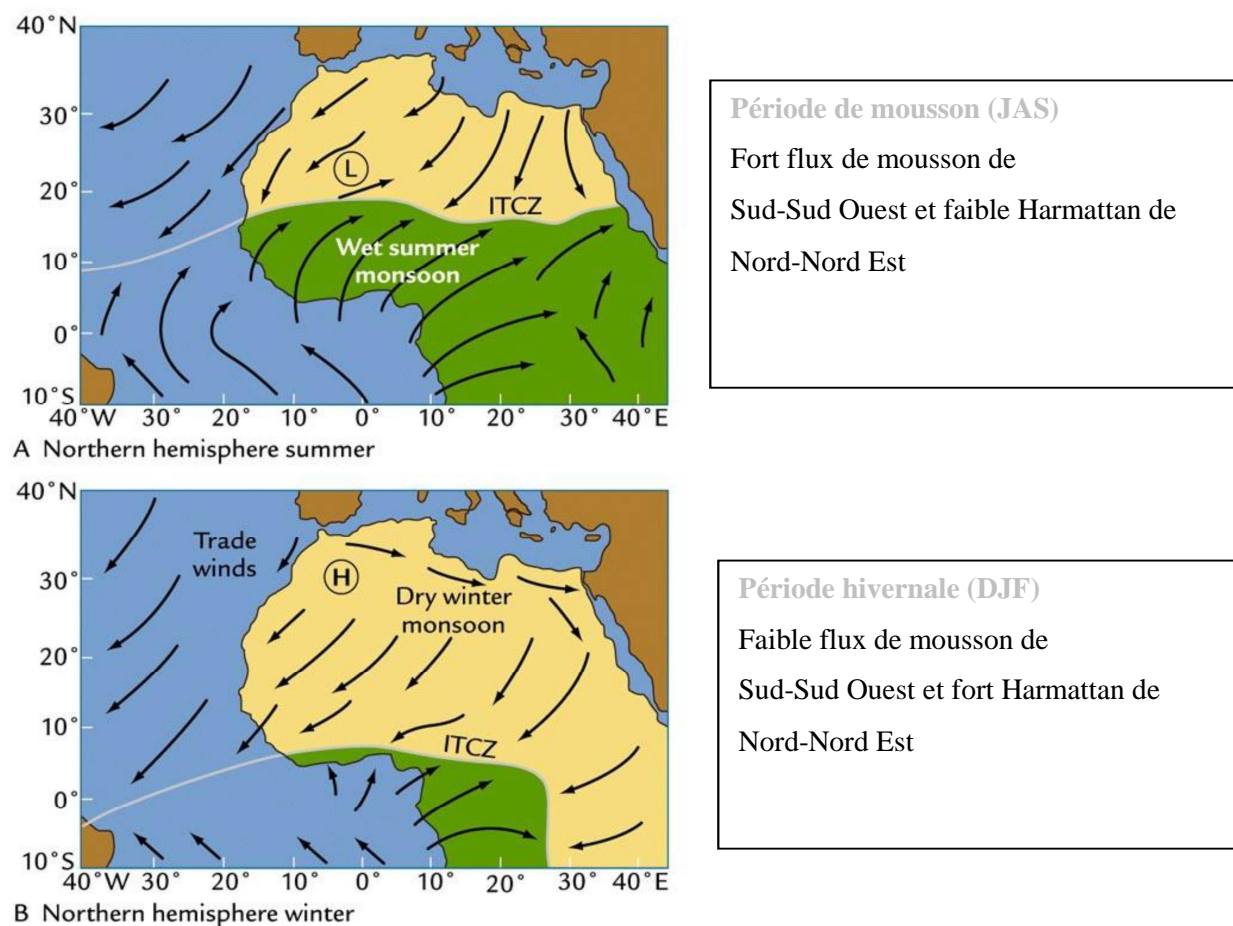 40°N
30°
20°
10°
0°
10°S
40°W 30° 20° 10° 0° 10° 20° 30° 40°E
L
ITCZ
Wet summer
monsoon
A Northern hemisphere summer
Période de mousson (JAS)
Fort flux de mousson de
Sud-Sud Ouest et faible Harmattan de
Nord-Nord Est
40°N
30°
20°
10°
0°
10°S
40°W 30° 20° 10° 0° 10° 20° 30° 40°E
Trade
winds
H
Dry winter
monsoon
ITCZ
B Northern hemisphere winter
Période hivernale (DJF)
Faible flux de mousson de
Sud-Sud Ouest et fort Harmattan de
Nord-Nord Est